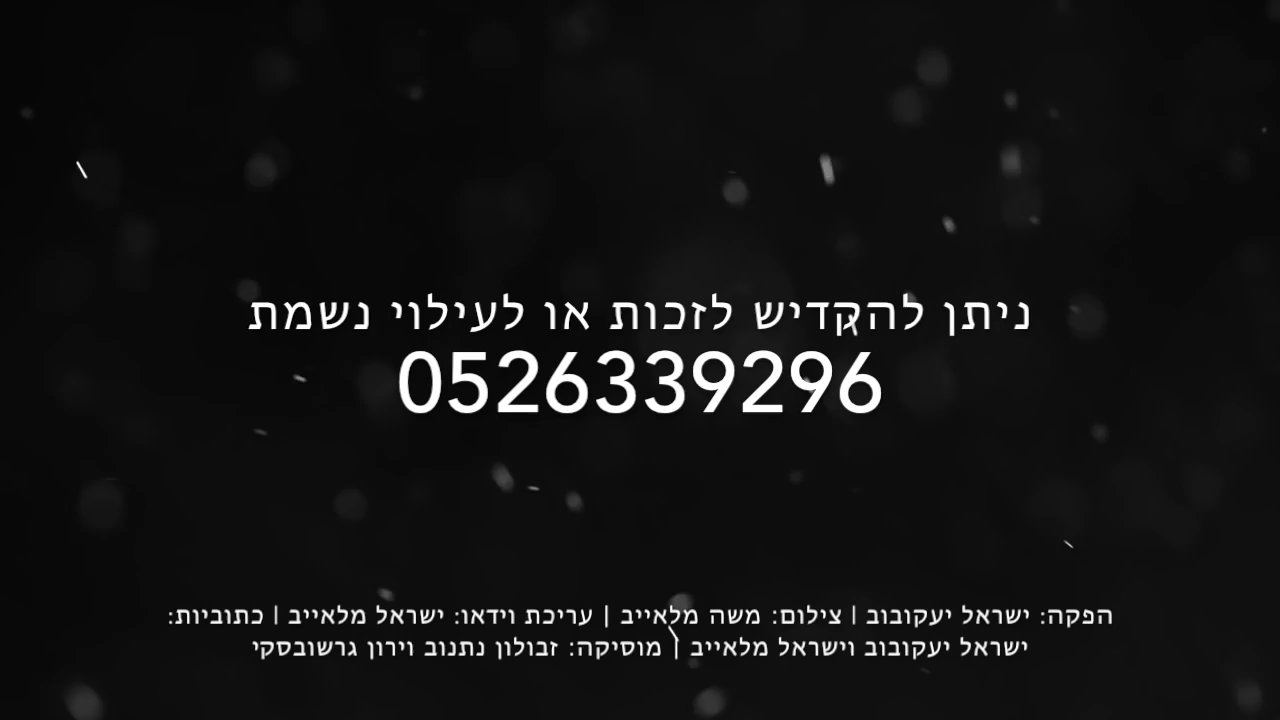 ניתן להקדיש לזכות או לעילוי נשמת
0526339296
הפקה: ישראל יעקובוב | צילום: משה מלאייב | עריכת וידאו: ישראל מלאייב | כתוביות:
ישראל יעקובוב וישראל מלאייב | מוסיקה: זבולון נתנוב וירון גרשובסקי